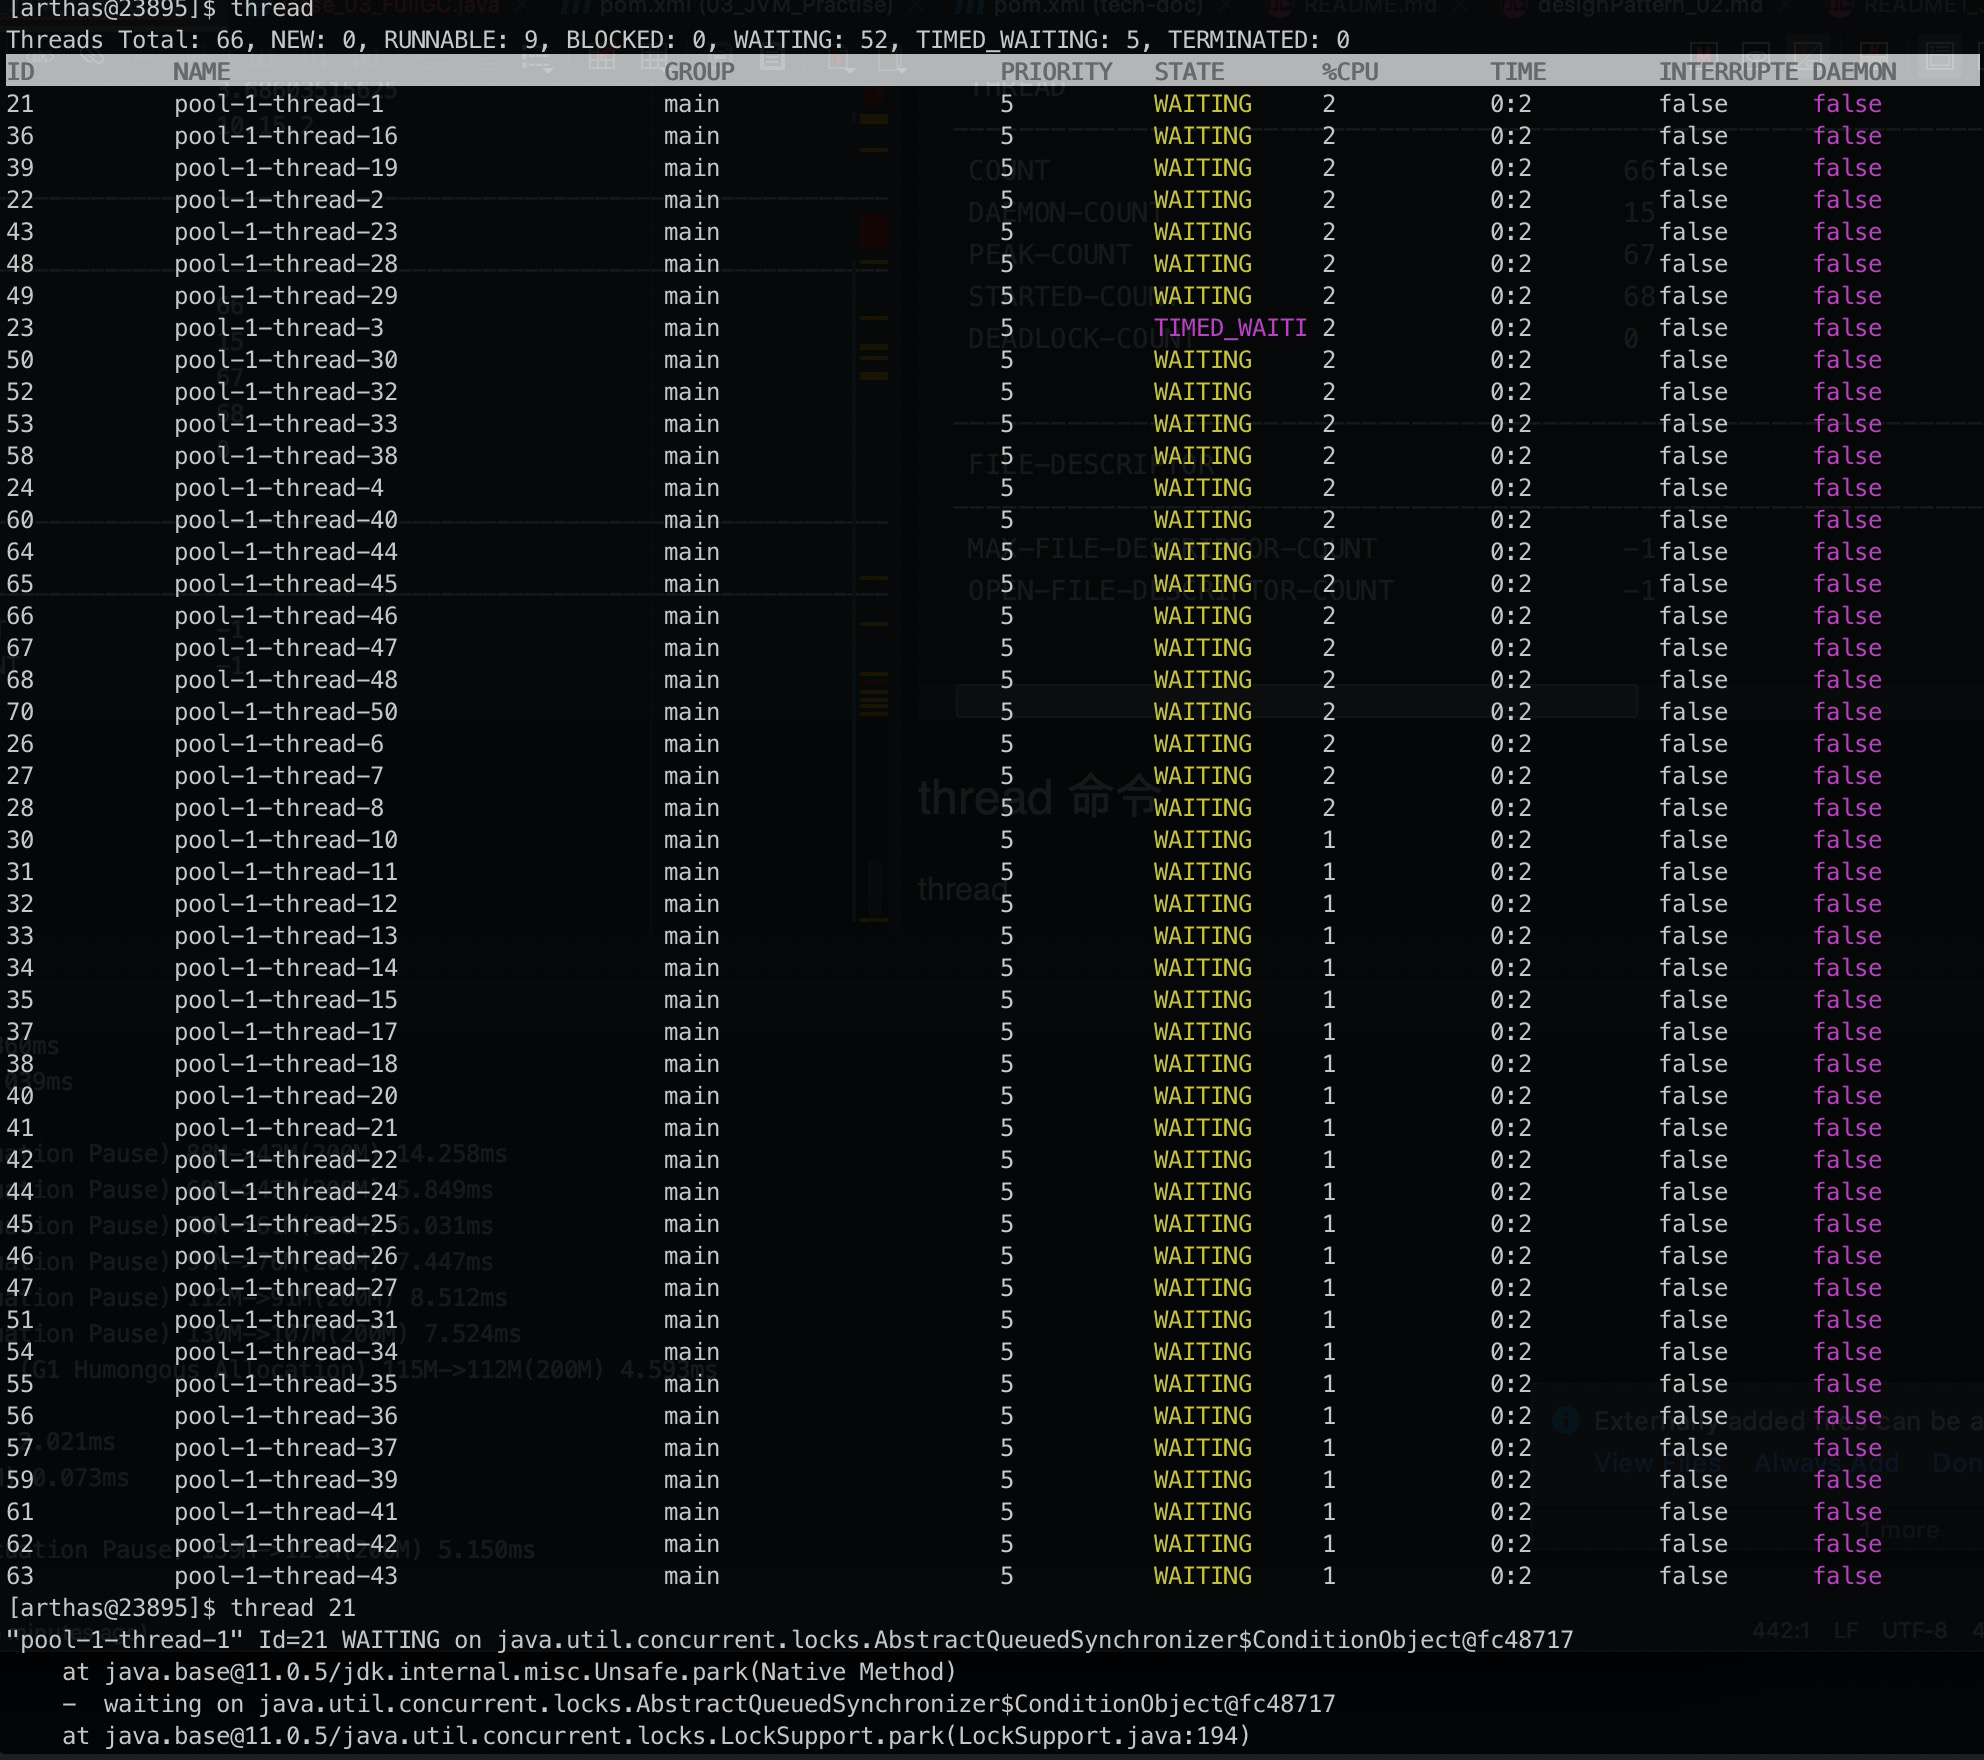 [arthas@23895]$ thread
Threads Total: 66, NEW: 0, RUNNABLE: 9, BLOCKED: 0, WAITING: 52, TIMED_WAITING: 5, TERMINATED: 0
ID NAME GROUP PRIORITY STATE %CPU TIME INTERRUPTE DAEMON
21 pool-1-thread-1 main 5 WAITING 2 0:2 false false
36 pool-1-thread-16 main 5 WAITING 2 0:2 false false
39 pool-1-thread-19 main 5 WAITING 2 0:2 false false
22 pool-1-thread-2 main 5 WAITING 2 0:2 false false
43 pool-1-thread-23 main 5 WAITING 2 0:2 false false
48 pool-1-thread-28 main 5 WAITING 2 0:2 false false
49 pool-1-thread-29 main 5 WAITING 2 0:2 false false
23 pool-1-thread-3 main 5 TIMED_WAITI 2 0:2 false false
50 pool-1-thread-30 main 5 WAITING 2 0:2 false false
52 pool-1-thread-32 main 5 WAITING 2 0:2 false false
53 pool-1-thread-33 main 5 WAITING 2 0:2 false false
58 pool-1-thread-38 main 5 WAITING 2 0:2 false false
24 pool-1-thread-4 main 5 WAITING 2 0:2 false false
60 pool-1-thread-40 main 5 WAITING 2 0:2 false false
64 pool-1-thread-44 main 5 WAITING 2 0:2 false false
65 pool-1-thread-45 main 5 WAITING 2 0:2 false false
66 pool-1-thread-46 main 5 WAITING 2 0:2 false false
67 pool-1-thread-47 main 5 WAITING 2 0:2 false false
68 pool-1-thread-48 main 5 WAITING 2 0:2 false false
70 pool-1-thread-50 main 5 WAITING 2 0:2 false false
26 pool-1-thread-6 main 5 WAITING 2 0:2 false false
27 pool-1-thread-7 main 5 WAITING 2 0:2 false false
28 pool-1-thread-8 main 5 WAITING 2 0:2 false false
30 pool-1-thread-10 main 5 WAITING 1 0:2 false false
31 pool-1-thread-11 main 5 WAITING 1 0:2 false false
32 pool-1-thread-12 main 5 WAITING 1 0:2 false false
33 pool-1-thread-13 main 5 WAITING 1 0:2 false false
34 pool-1-thread-14 main 5 WAITING 1 0:2 false false
35 pool-1-thread-15 main 5 WAITING 1 0:2 false false
37 pool-1-thread-17 main 5 WAITING 1 0:2 false false
38 pool-1-thread-18 main 5 WAITING 1 0:2 false false
40 pool-1-thread-20 main 5 WAITING 1 0:2 false false
41 pool-1-thread-21 main 5 WAITING 1 0:2 false false
42 pool-1-thread-22 main 5 WAITING 1 0:2 false false
44 pool-1-thread-24 main 5 WAITING 1 0:2 false false
45 pool-1-thread-25 main 5 WAITING 1 0:2 false false
46 pool-1-thread-26 main 5 WAITING 1 0:2 false false
47 pool-1-thread-27 main 5 WAITING 1 0:2 false false
51 pool-1-thread-31 main 5 WAITING 1 0:2 false false
54 pool-1-thread-34 main 5 WAITING 1 0:2 false false
55 pool-1-thread-35 main 5 WAITING 1 0:2 false false
56 pool-1-thread-36 main 5 WAITING 1 0:2 false false
57 pool-1-thread-37 main 5 WAITING 1 0:2 false false
59 pool-1-thread-39 main 5 WAITING 1 0:2 false false
61 pool-1-thread-41 main 5 WAITING 1 0:2 false false
62 pool-1-thread-42 main 5 WAITING 1 0:2 false false
63 pool-1-thread-43 main 5 WAITING 1 0:2 false false
[arthas@23895]$ thread 21
"pool-1-thread-1" Id=21 WAITING on java.util.concurrent.locks.AbstractQueuedSynchronizer$ConditionObject@fc48717
at java.base@11.0.5/jdk.internal.misc.Unsafe.park(Native Method)
- waiting on java.util.concurrent.locks.AbstractQueuedSynchronizer$ConditionObject@fc48717
at java.base@11.0.5/java.util.concurrent.locks.LockSupport.park(LockSupport.java:194)